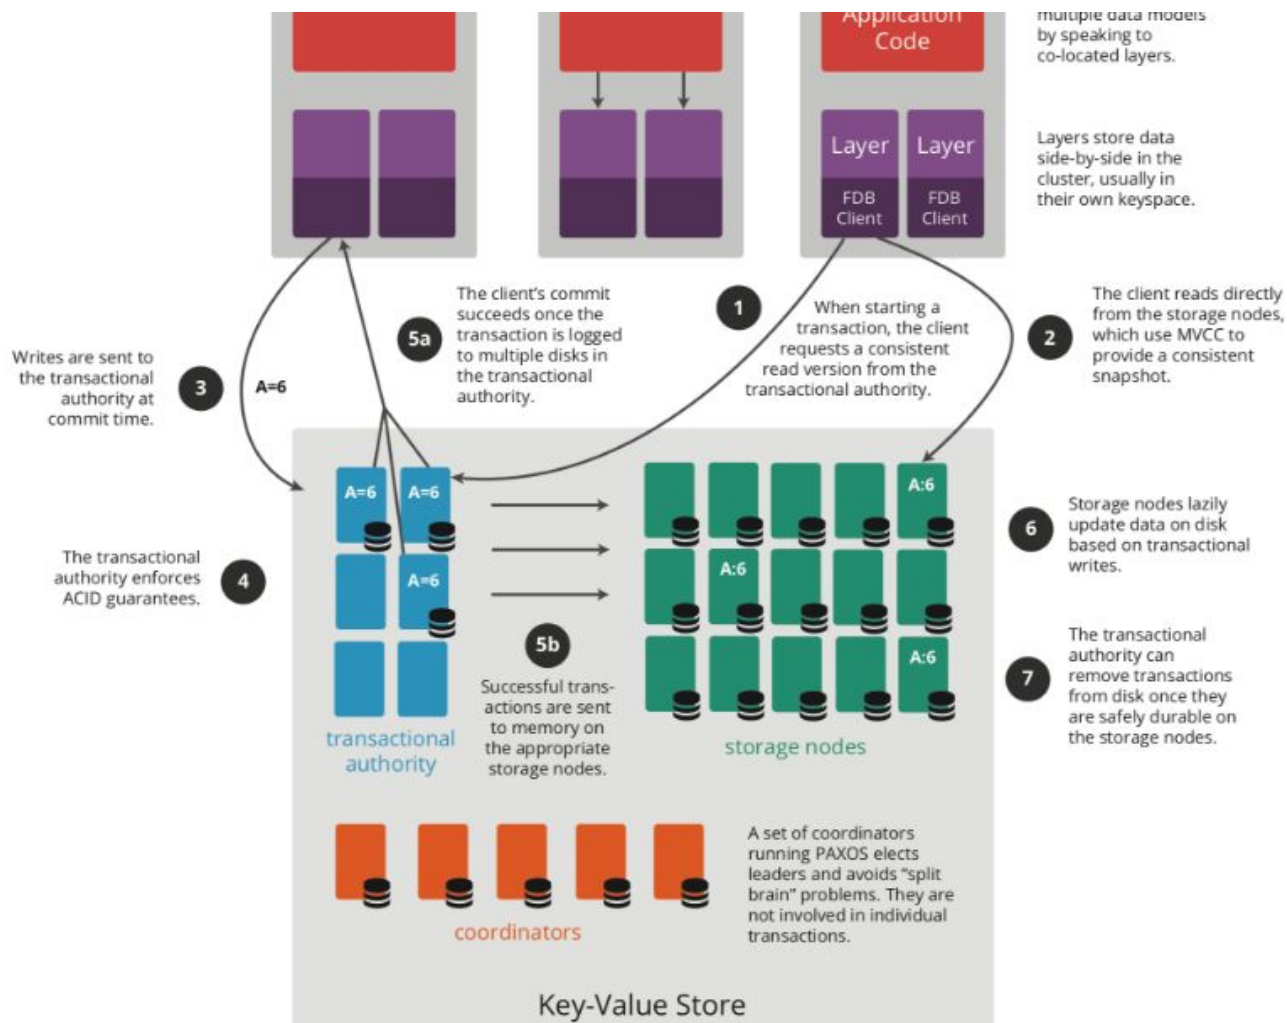 Application
Code
multiple data models
by speaking to
co-located layers.
Layer
Layer
FDB
Client
FDB
Client
Layers store data
side-by-side in the
cluster, usually in
their own keyspace.
1
When starting a
transaction, the client
requests a consistent
read version from the
transactional authority.
2
The client reads directly
from the storage nodes,
which use MVCC to
provide a consistent
snapshot.
3
Writes are sent to
the transactional
authority at
commit time.
A=6
5a
The client's commit
succeeds once the
transaction is logged
to multiple disks in
the transactional
authority.
A=6
A=6
A=6
4
The transactional
authority enforces
ACID guarantees.
transactional
authority
5b
Successful trans-
actions are sent
to memory on
the appropriate
storage nodes.
A:6
A:6
A:6
storage nodes
6
Storage nodes lazily
update data on disk
based on transactional
writes.
7
The transactional
authority can
remove transactions
from disk once they
are safely durable on
the storage nodes.
coordinators
A set of coordinators
running PAXOS elects
leaders and avoids “split
brain” problems. They are
not involved in individual
transactions.
Key-Value Store